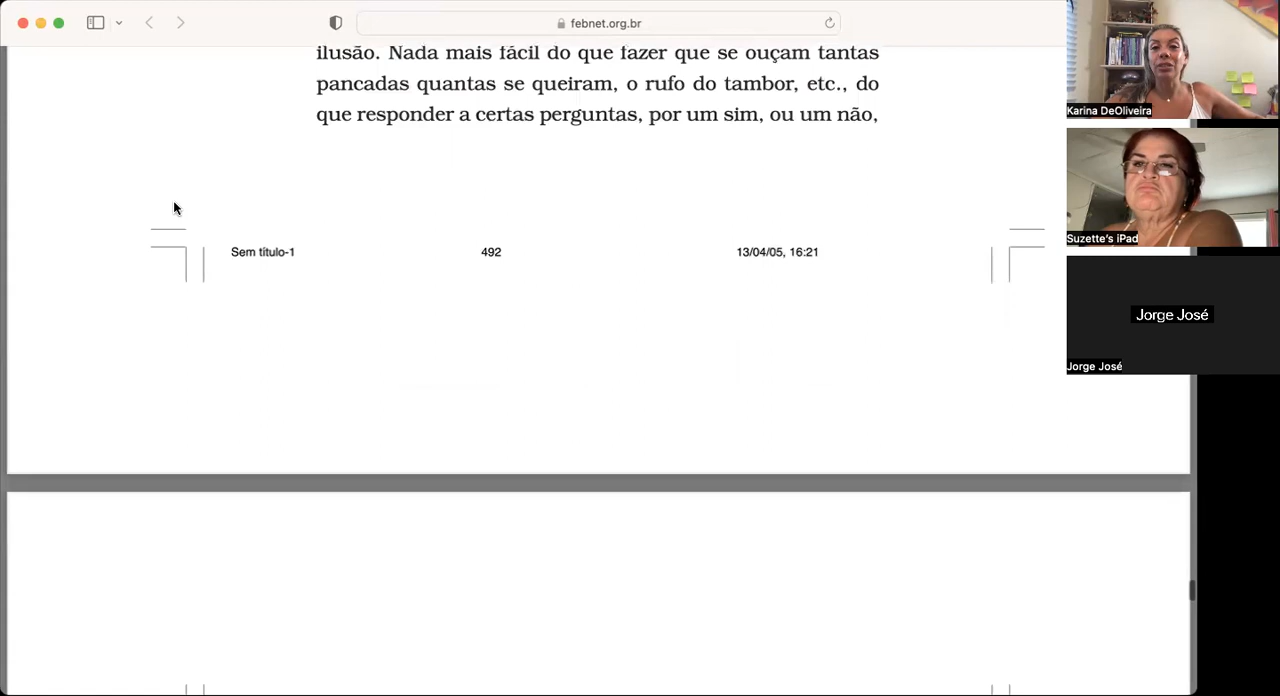 febnet.org.br
ilusão. Nada mais fácil do que fazer que se ouçam tantas
pancadas quantas se queiram, o rufo do tambor, etc., do
que responder a certas perguntas, por um sim, ou um não,
Sem título-1 492 13/04/05, 16:21
Karina DeOliveira
Suzette's iPad
Jorge José
Jorge José